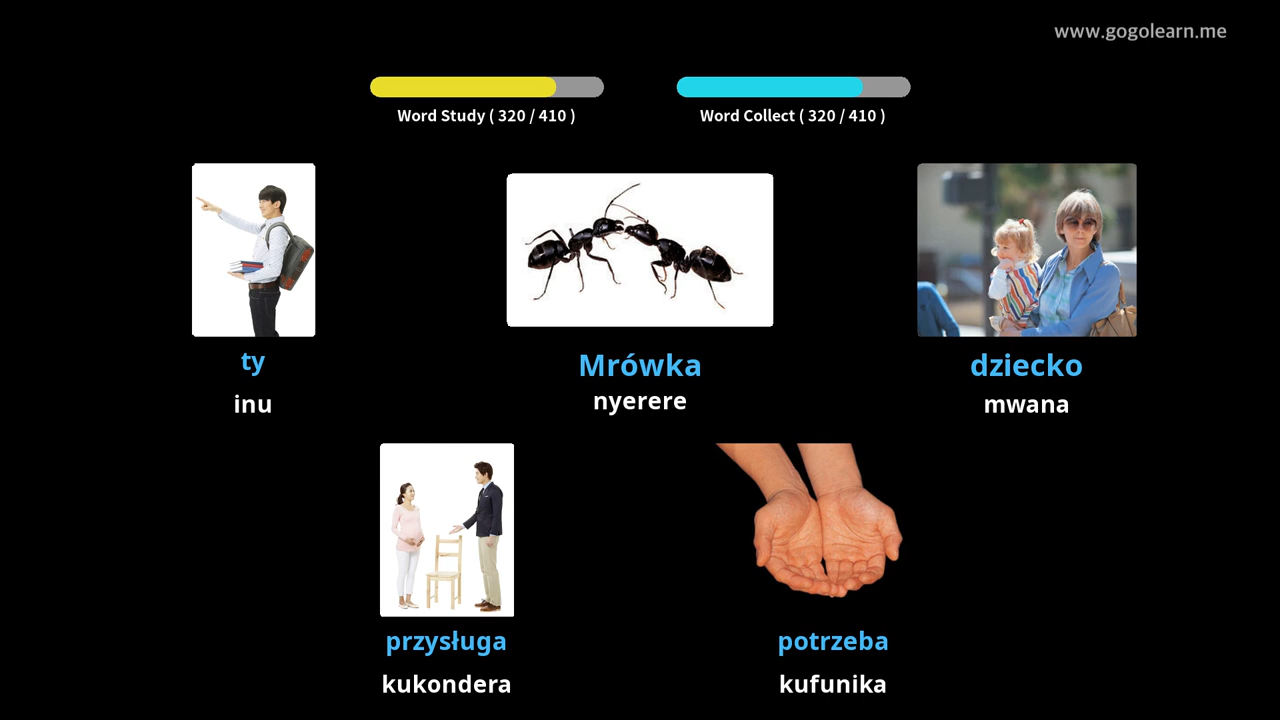 www.gogolearn.me
Word Study ( 320 / 410 )
Word Collect ( 320 / 410 )
ty
inu
Mrówka
nyerere
dziecko
mwana
przysługa
kukondera
potrzeba
kufunika